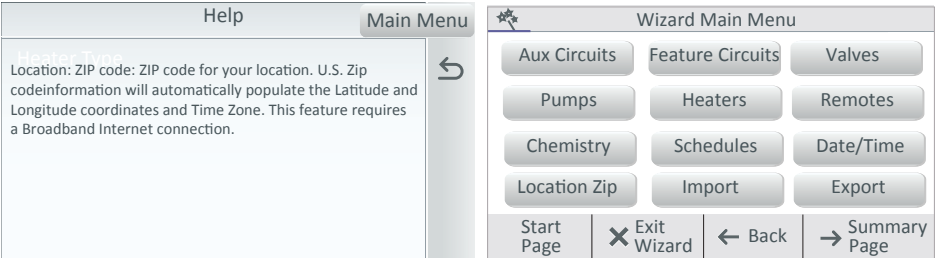 Help
Main Menu
Heater Type
Location: ZIP code: ZIP code for your location. U.S. Zip
codeinformation will automatically populate the Latitude and
Longitude coordinates and Time Zone. This feature requires
a Broadband Internet connection.
Wizard Main Menu
Aux Circuits
Feature Circuits
Valves
Pumps
Heaters
Remotes
Chemistry
Schedules
Date/Time
Location Zip
Import
Export
Start
Page
Exit
Wizard
Back
Summary
Page